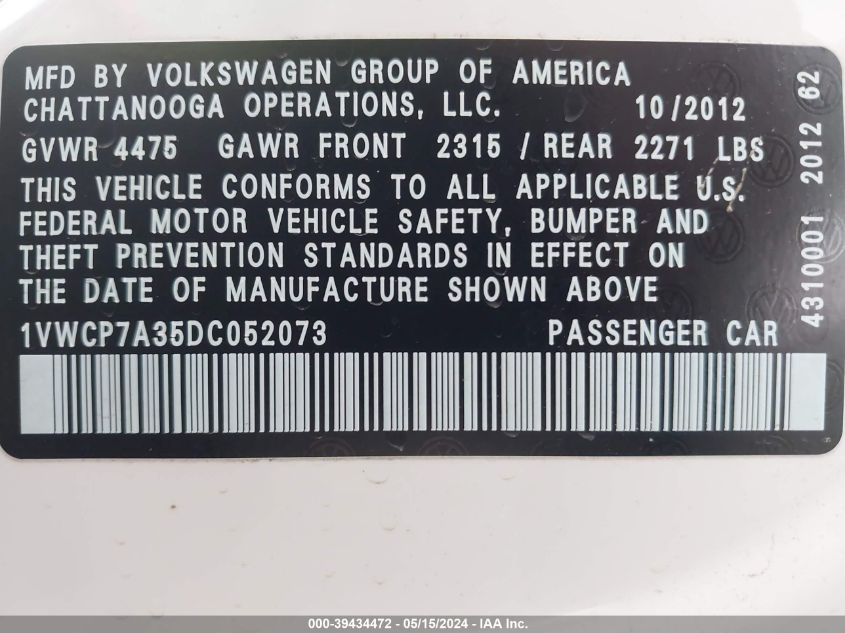 MFD BY VOLKSWAGEN GROUP OF AMERICA
CHATTANOOGA OPERATIONS, LLC. 10/2012
GVWR 4475 GAWR FRONT 2315 / REAR 2271 LBS
THIS VEHICLE CONFORMS TO ALL APPLICABLE U.S.
FEDERAL MOTOR VEHICLE SAFETY, BUMPER AND
THEFT PREVENTION STANDARDS IN EFFECT ON
THE DATE OF MANUFACTURE SHOWN ABOVE
1VWCP7A35DC052073 PASSENGER CAR
4310001 2012 62
000-39434472 - 05/15/2024 - IAA Inc.